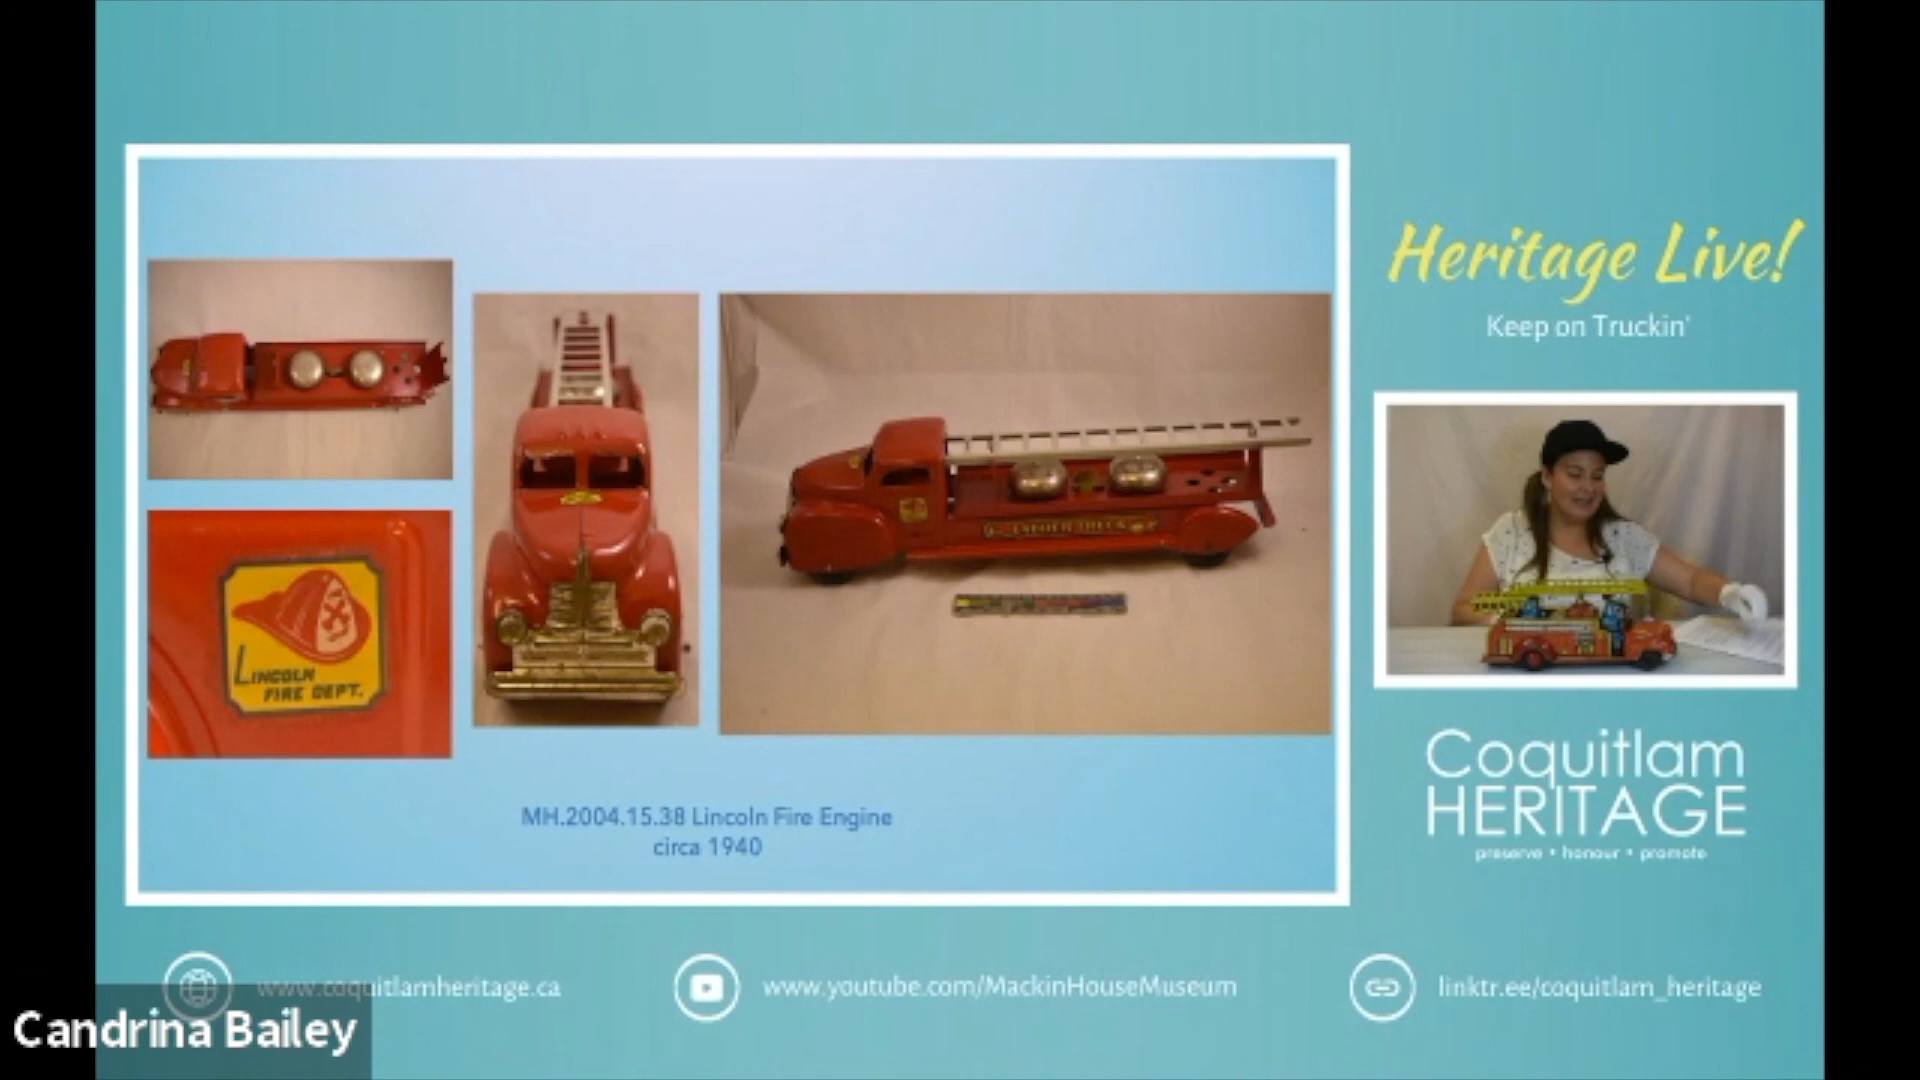 Heritage Live!
Keep on Truckin'
LINCOLN
FIRE DEPT.
MH.2004.15.38 Lincoln Fire Engine
circa 1940
Coquitlam
HERITAGE
preserve • honour • promote
www.coquitlamheritage.ca
www.youtube.com/MackinHouseMuseum
linktr.ee/coquitlam_heritage
Candrina Bailey